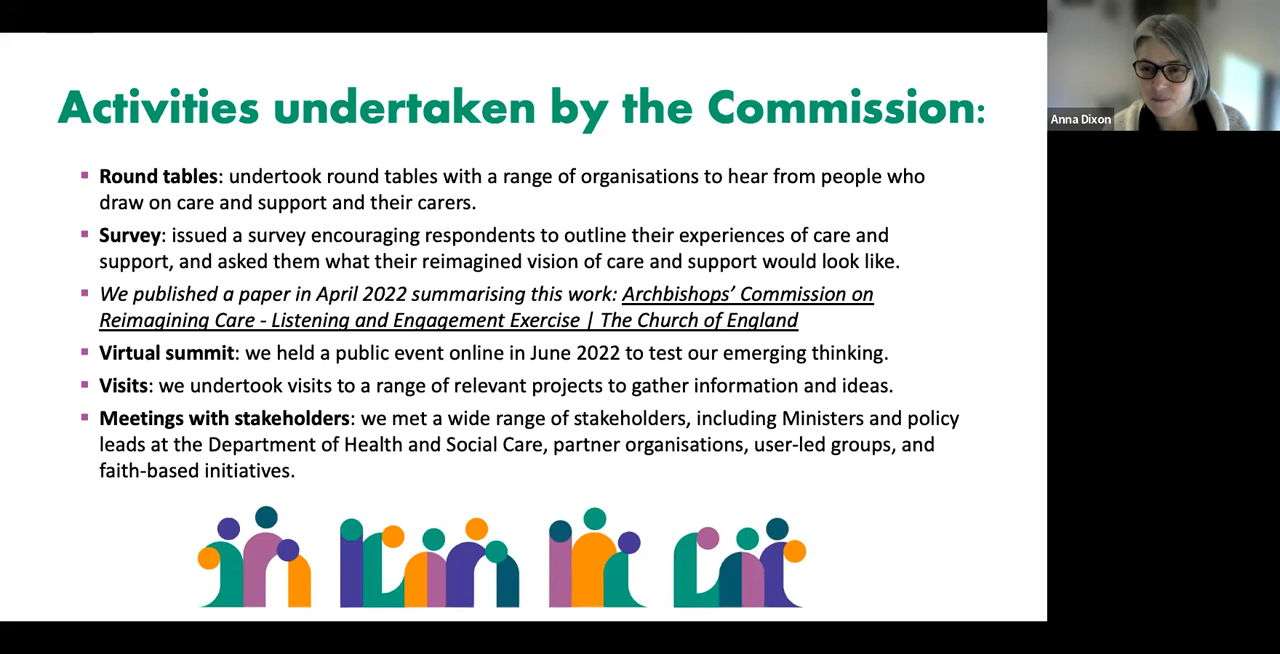 Activities undertaken by the Commission:
Anna Dixon
▪ Round tables: undertook round tables with a range of organisations to hear from people who
draw on care and support and their carers.
▪ Survey: issued a survey encouraging respondents to outline their experiences of care and
support, and asked them what their reimagined vision of care and support would look like.
▪ We published a paper in April 2022 summarising this work: Archbishops’ Commission on
Reimagining Care - Listening and Engagement Exercise | The Church of England
▪ Virtual summit: we held a public event online in June 2022 to test our emerging thinking.
▪ Visits: we undertook visits to a range of relevant projects to gather information and ideas.
▪ Meetings with stakeholders: we met a wide range of stakeholders, including Ministers and policy
leads at the Department of Health and Social Care, partner organisations, user-led groups, and
faith-based initiatives.